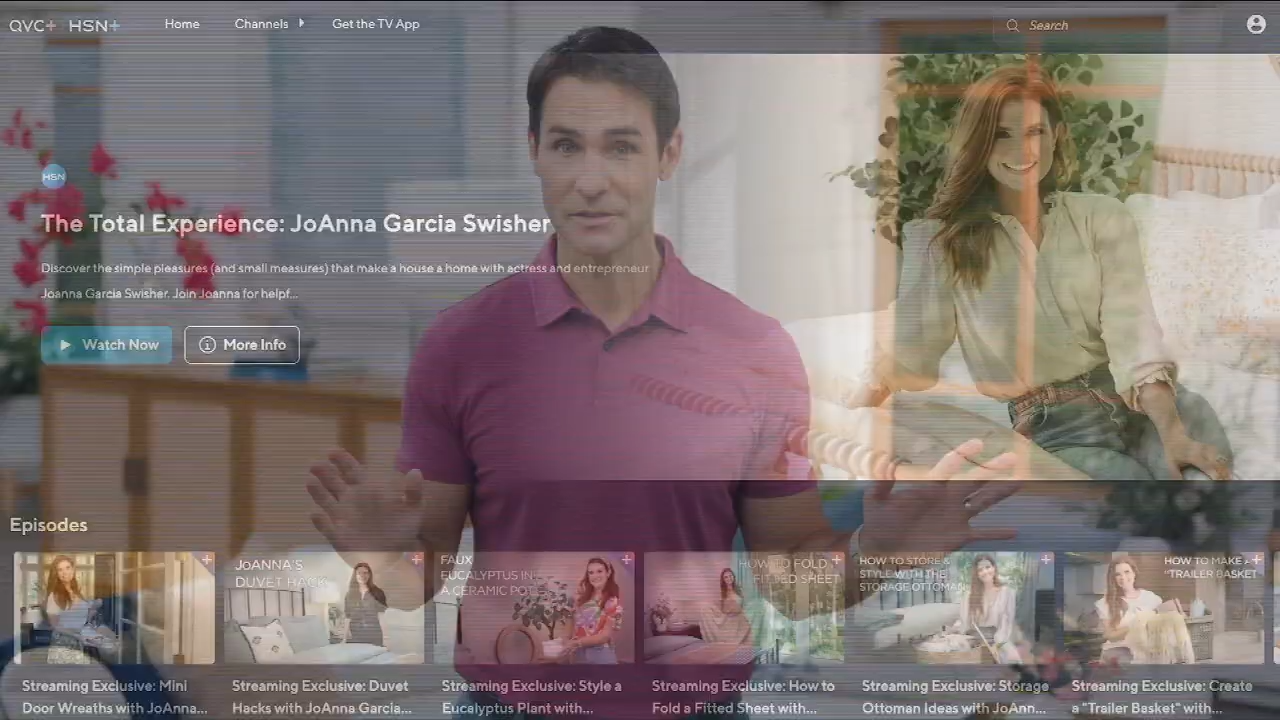 QVC+ HSN+ Home Channels Get the TV App Search
HSN
The Total Experience: JoAnna Garcia Swisher
Discover the simple pleasures (and small measures) that make a house a home with actress and entrepreneur
Joanna Garcia Swisher. Join Joanna for helpf...
Watch Now More Info
Episodes
JoANNA'S
DUVET HACK
FAUX
EUCALYPTUS IN
A CERAMIC POT
HOW TO FOLD A
FITTED SHEET
HOW TO STORE &
STYLE WITH THE
STORAGE OTTOMAN
HOW TO MAKE A
"TRAILER BASKET"
Streaming Exclusive: Mini
Door Wreaths with JoAnna...
Streaming Exclusive: Duvet
Hacks with JoAnna Garcia...
Streaming Exclusive: Style a
Eucalyptus Plant with...
Streaming Exclusive: How to
Fold a Fitted Sheet with...
Streaming Exclusive: Storage
Ottoman Ideas with JoAnn...
Streaming Exclusive: Create
a "Trailer Basket" with...